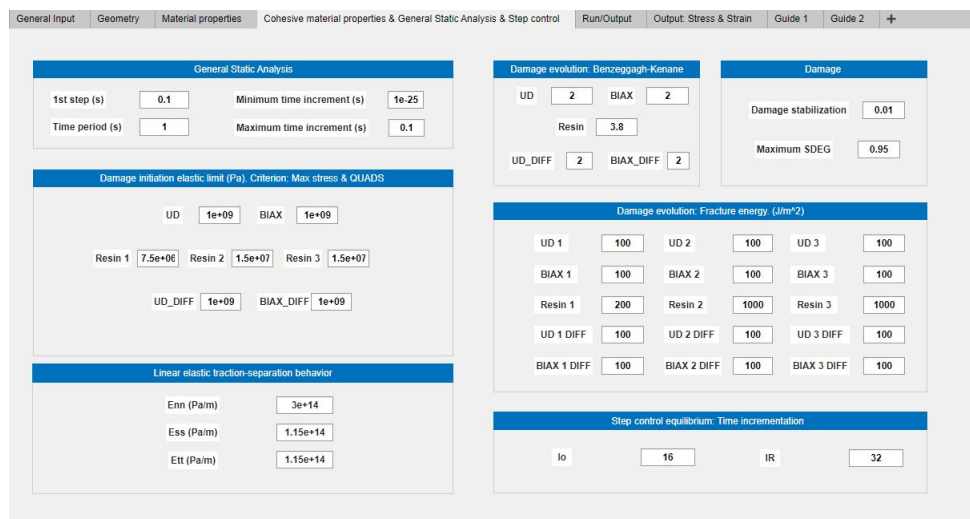 General Input Geometry Material properties Cohesive material properties & General Static Analysis & Step control Run/Output Output: Stress & Strain Guide 1 Guide 2 +
General Static Analysis
1st step (s) 0.1 Minimum time increment (s) 1e-25
Time period (s) 1 Maximum time increment (s) 0.1
Damage initiation elastic limit (Pa). Criterion: Max stress & QUADS
UD 1e+09 BIAX 1e+09
Resin 1 7.5e+06 Resin 2 1.5e+07 Resin 3 1.5e+07
UD_DIFF 1e+09 BIAX_DIFF 1e+09
Linear elastic traction-separation behavior
Enn (Pa/m) 3e+14
Ess (Pa/m) 1.15e+14
Ett (Pa/m) 1.15e+14
Damage evolution: Benzeggagh-Kenane
UD 2 BIAX 2
Resin 3.8
UD_DIFF 2 BIAX_DIFF 2
Damage
Damage stabilization 0.01
Maximum SDEG 0.95
Damage evolution: Fracture energy. (J/m^2)
UD 1 100 UD 2 100 UD 3 100
BIAX 1 100 BIAX 2 100 BIAX 3 100
Resin 1 200 Resin 2 1000 Resin 3 1000
UD 1 DIFF 100 UD 2 DIFF 100 UD 3 DIFF 100
BIAX 1 DIFF 100 BIAX 2 DIFF 100 BIAX 3 DIFF 100
Step control equilibrium: Time incrementation
Io 16 IR 32